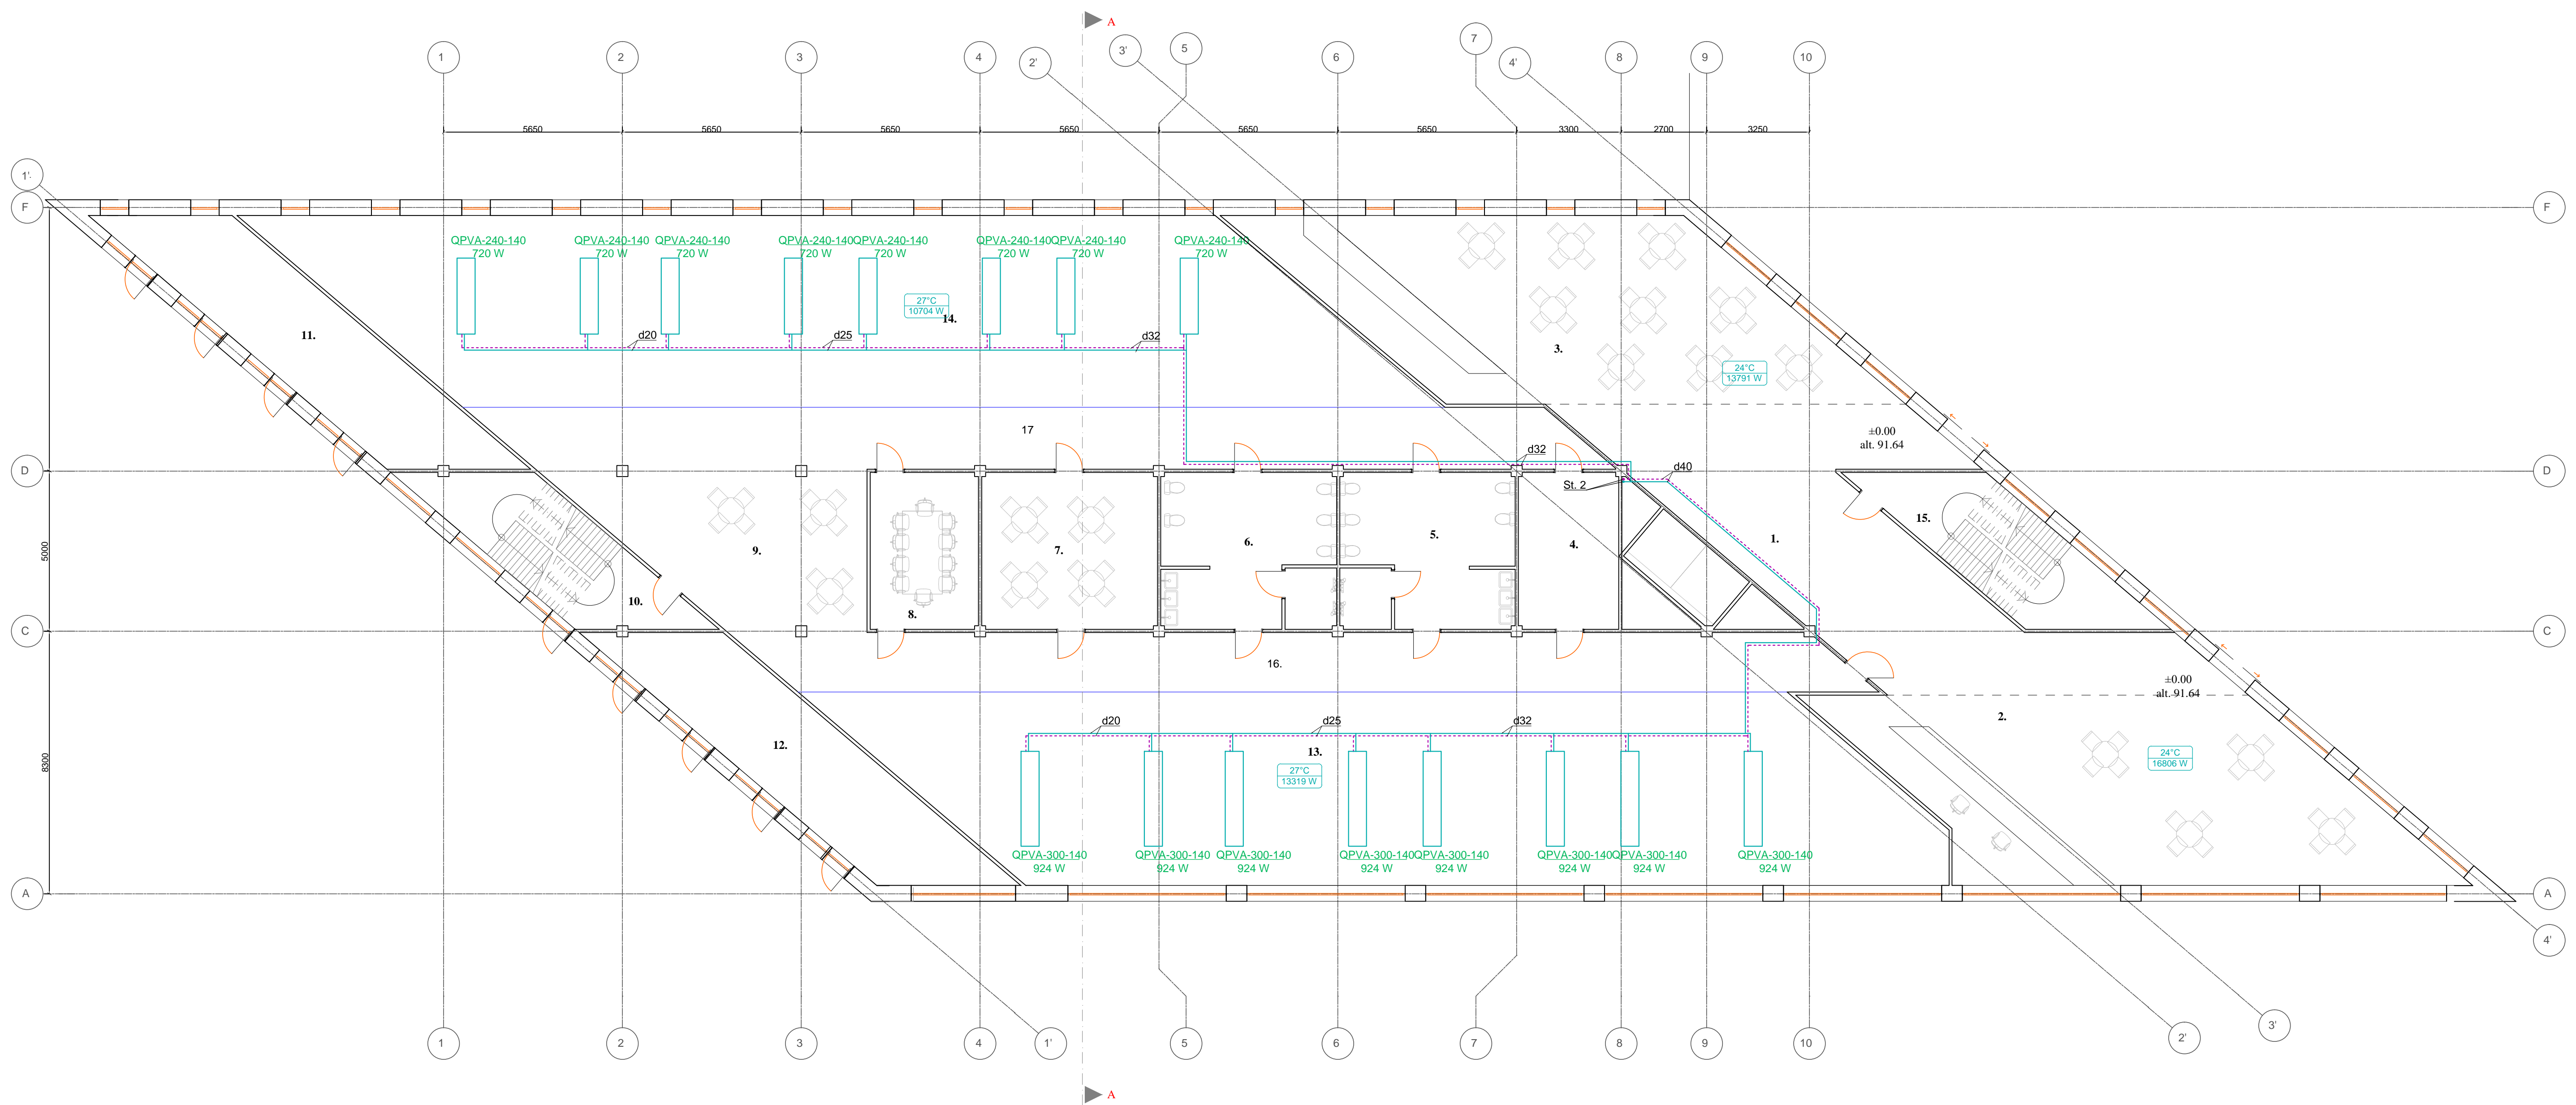 A
1
2
3
4
2'
3'
5
6
7
4'
8
9
10
5650
5650
5650
5650
5650
5650
3300
2700
3250
1'.
F
F
QPVA-240-140
720 W
QPVA-240-140
720 W
QPVA-240-140
720 W
QPVA-240-140
720 W
QPVA-240-140
720 W
QPVA-240-140
720 W
QPVA-240-140
720 W
QPVA-240-140
720 W
27°C
10704 W
14.
11.
d20
d25
d32
3.
24°C
13791 W
17
±0.00
alt. 91.64
D
d32
d40
St. 2
D
15.
5000
9.
7.
6.
5.
4.
1.
10.
8.
C
C
16.
±0.00
alt. 91.64
2.
8300
12.
d20
d25
d32
13.
27°C
13319 W
24°C
16806 W
QPVA-300-140
924 W
QPVA-300-140
924 W
QPVA-300-140
924 W
QPVA-300-140
924 W
QPVA-300-140
924 W
QPVA-300-140
924 W
QPVA-300-140
924 W
QPVA-300-140
924 W
A
A
4'
1
2
3
4
1'
5
6
7
8
9
10
2'
3'
A